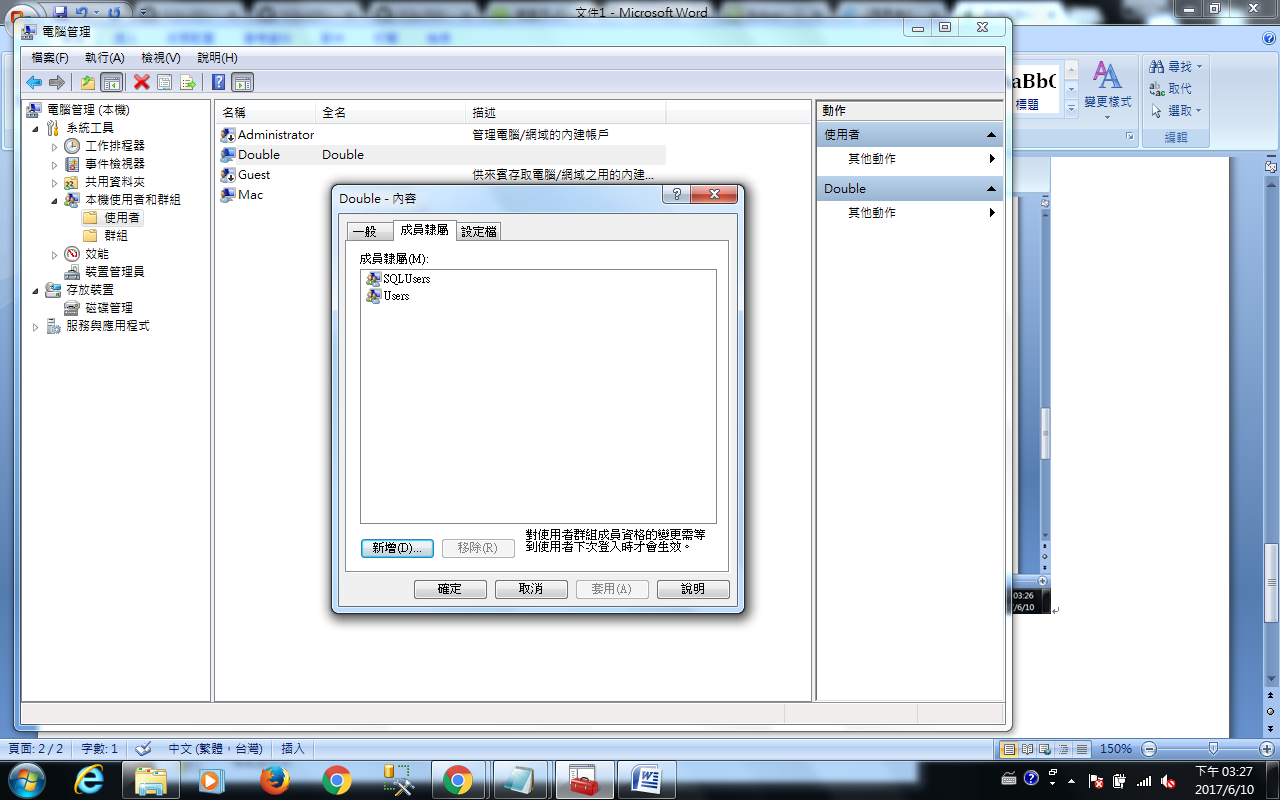 文件1 - Microsoft Word
電腦管理
檔案(F) 執行(A) 檢視(V) 說明(H)
電腦管理 (本機)
系統工具
工作排程器
事件檢視器
共用資料夾
本機使用者和群組
使用者
群組
效能
裝置管理員
存放裝置
磁碟管理
服務與應用程式
名稱 全名 描述
Administrator 管理電腦/網域的內建帳戶
Double Double
Guest 供來賓存取電腦/網域之用的內建...
Mac
動作
使用者
其他動作
Double
其他動作
Double - 內容
一般 成員隸屬 設定檔
成員隸屬(M):
SQLUsers
Users
新增(D)... 移除(R)
對使用者群組成員資格的變更需等
到使用者下次登入時才會生效。
確定 取消 套用(A) 說明
標題
變更樣式
尋找
取代
選取
編輯
03:26
/6/10
頁面: 2 / 2 字數: 1 中文 (繁體，台灣) 插入
150%
下午 03:27
2017/6/10